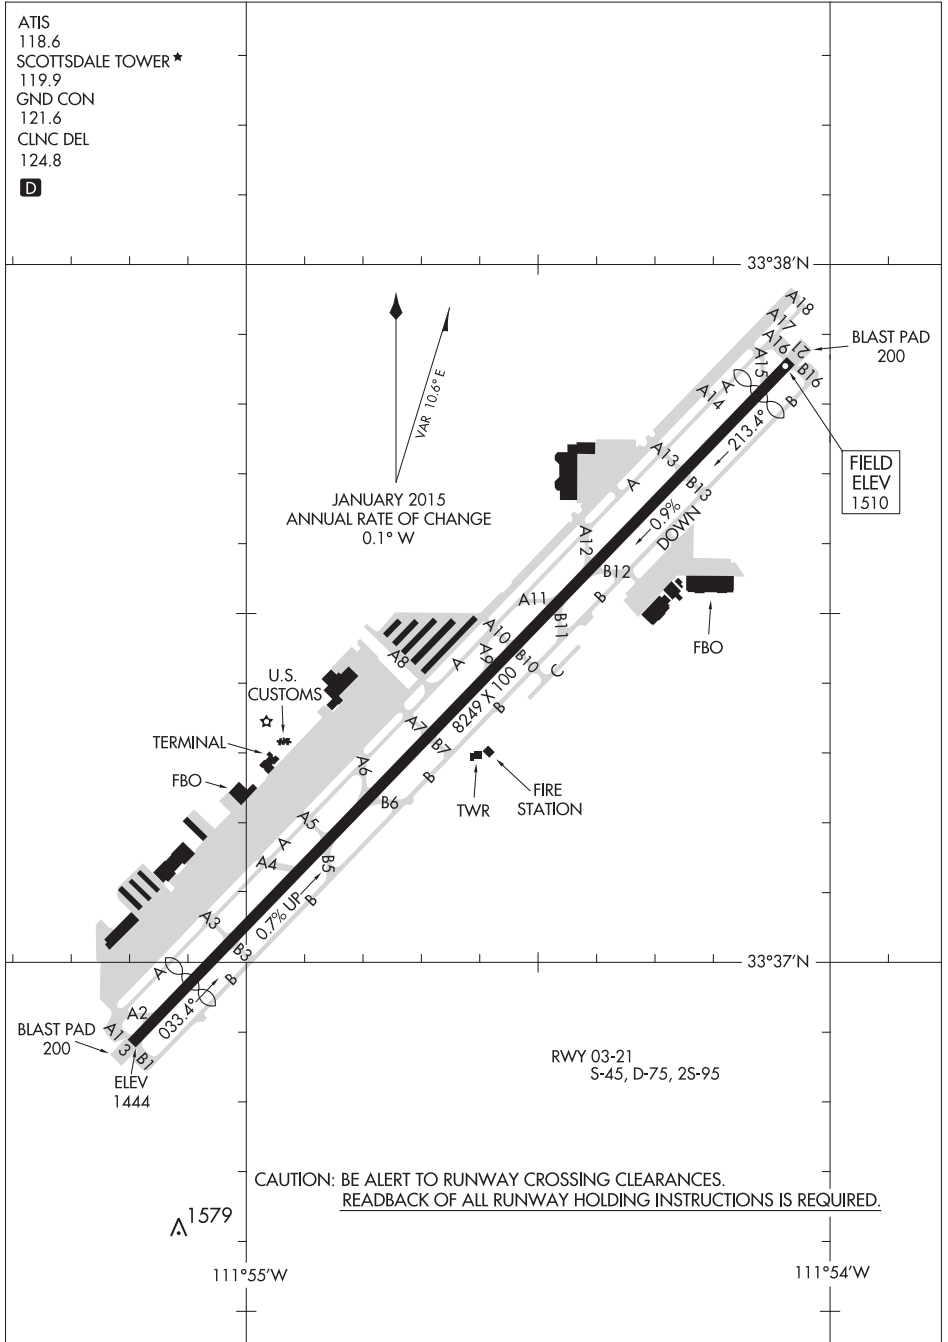 ATIS
118.6
SCOTTSDALE TOWER★
119.9
GND CON
121.6
CLNC DEL
124.8
D
33°38'N
A18
A17
A16
21
BLAST PAD
200
A15
B16
A
A14
B
213.4°
VAR 10.6° E
FIELD
ELEV
1510
JANUARY 2015
ANNUAL RATE OF CHANGE
0.1° W
A13
A
B13
0.9%
DOWN
A12
B12
A11
B
B11
FBO
A10
A8
A
A9
B10
C
U.S.
CUSTOMS
8249 X 100
B
A7
B7
TERMINAL
A6
B
FBO
FIRE
STATION
TWR
B6
A5
A
A4
B5
B
0.7% UP
A3
B3
33°37'N
A
B
033.4°
A2
BLAST PAD
200
A1
3
B1
ELEV
1444
RWY 03-21
S-45, D-75, 2S-95
CAUTION: BE ALERT TO RUNWAY CROSSING CLEARANCES.
READBACK OF ALL RUNWAY HOLDING INSTRUCTIONS IS REQUIRED.
1579
111°55'W
111°54'W